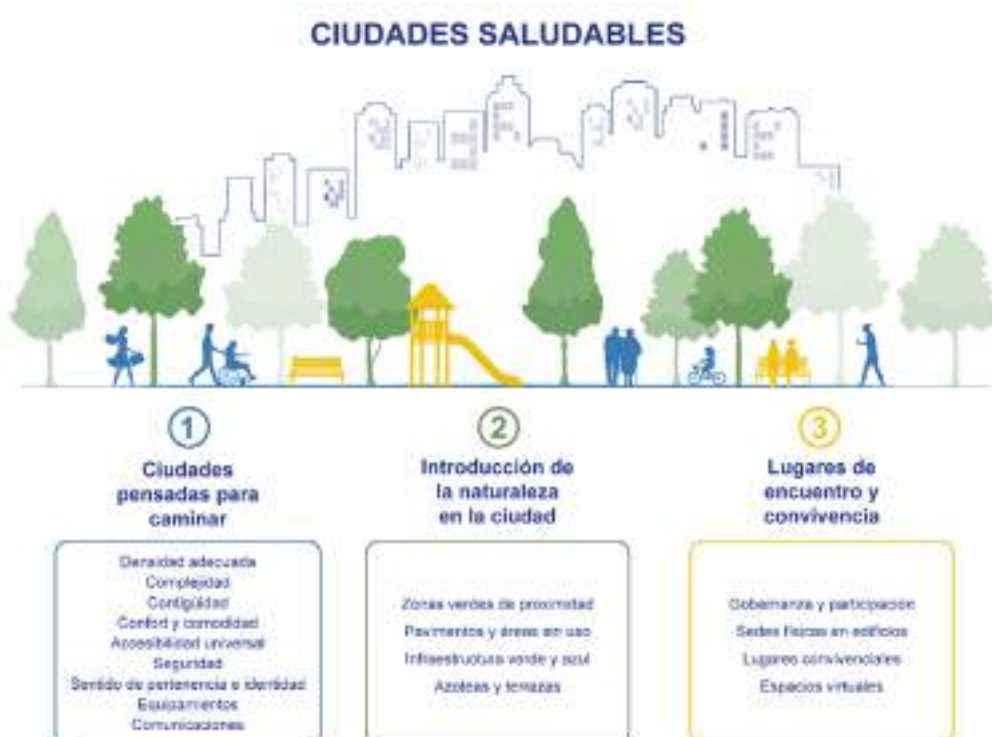 CIUDADES SALUDABLES
1
Ciudades
pensadas para
caminar
Densidad adecuada
Complejidad
Contigüidad
Confort y comodidad
Accesibilidad universal
Seguridad
Sentido de pertenencia e identidad
Equipamientos
Comunicaciones
2
Introducción de
la naturaleza
en la ciudad
Zonas verdes de proximidad
Pavimentos y áreas sin uso
Infraestructura verde y azul
Azoteas y terrazas
3
Lugares de
encuentro y
convivencia
Gobernanza y participación
Sedes físicas en edificios
Lugares convivenciales
Espacios virtuales